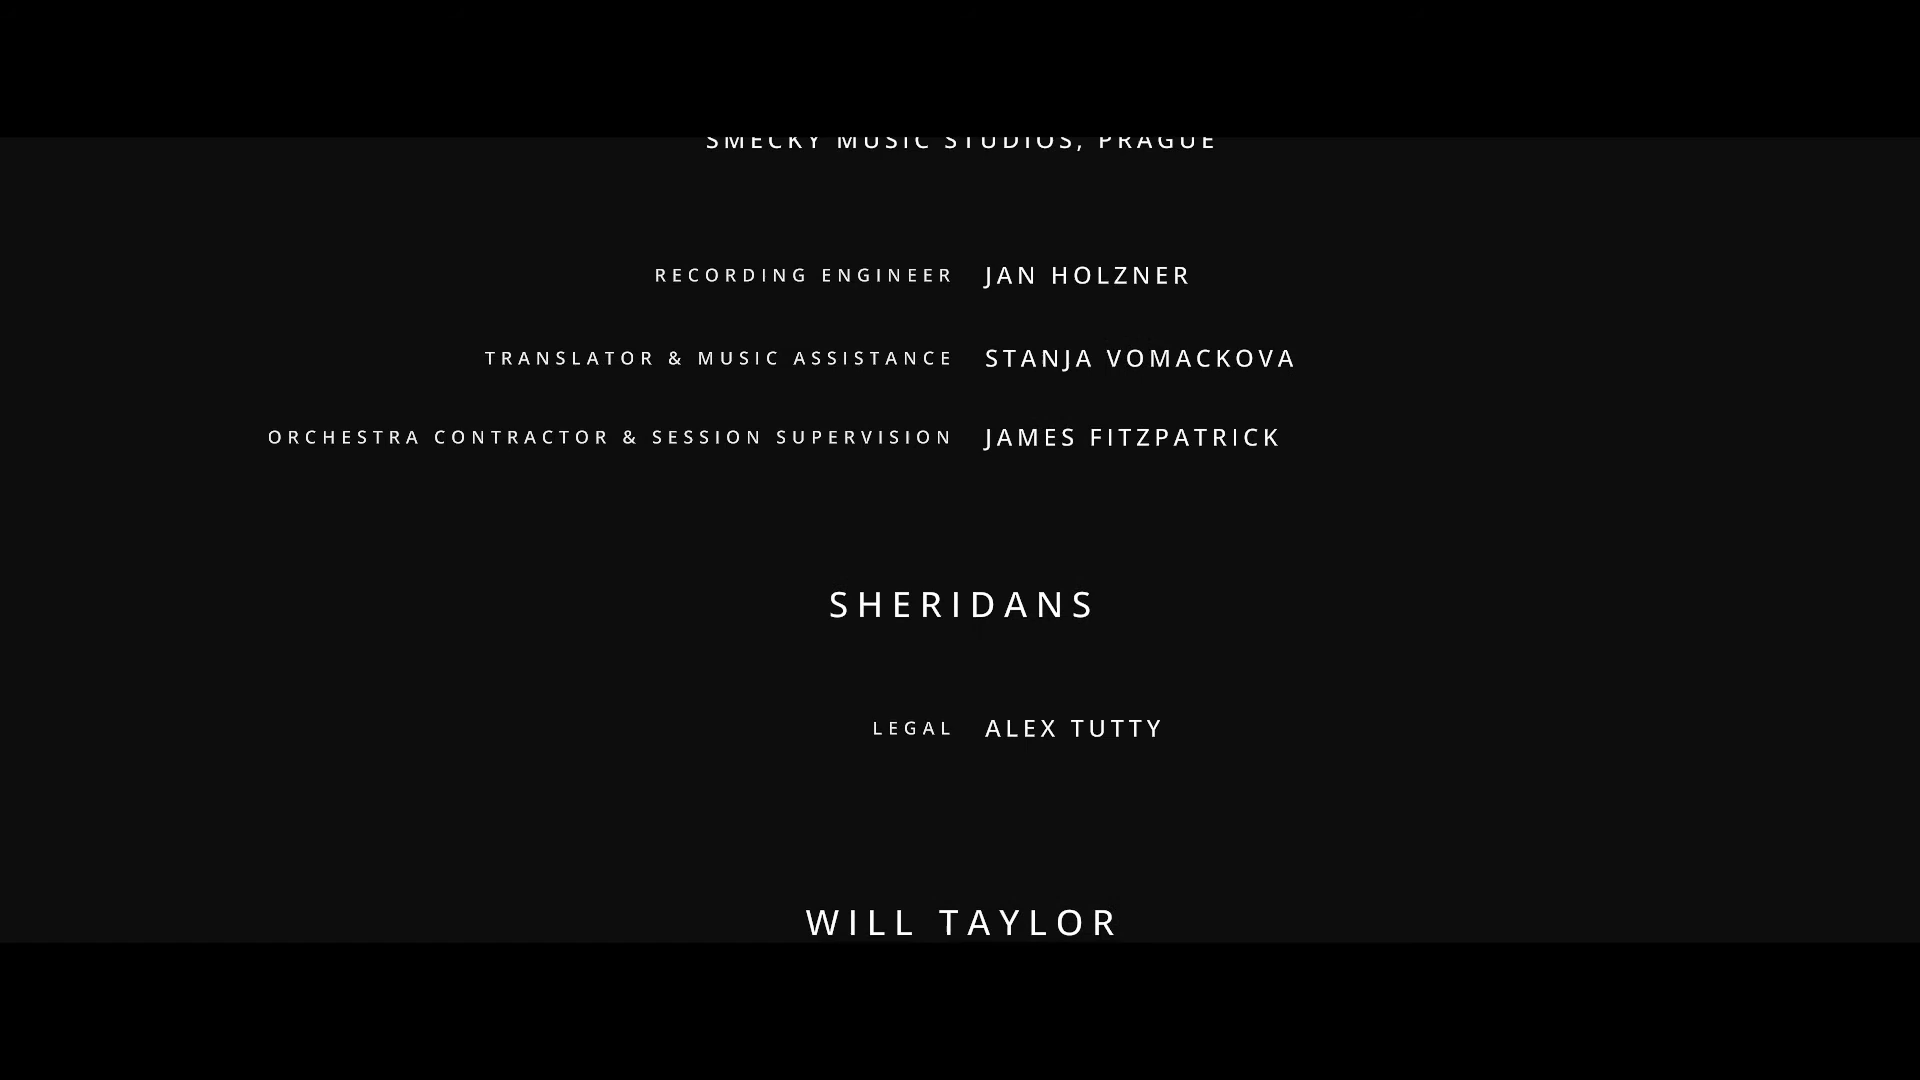 SMECKY MUSIC STUDIOS, PRAGUE
RECORDING ENGINEER JAN HOLZNER
TRANSLATOR & MUSIC ASSISTANCE STANJA VOMACKOVA
ORCHESTRA CONTRACTOR & SESSION SUPERVISION JAMES FITZPATRICK
SHERIDANS
LEGAL ALEX TUTTY
WILL TAYLOR